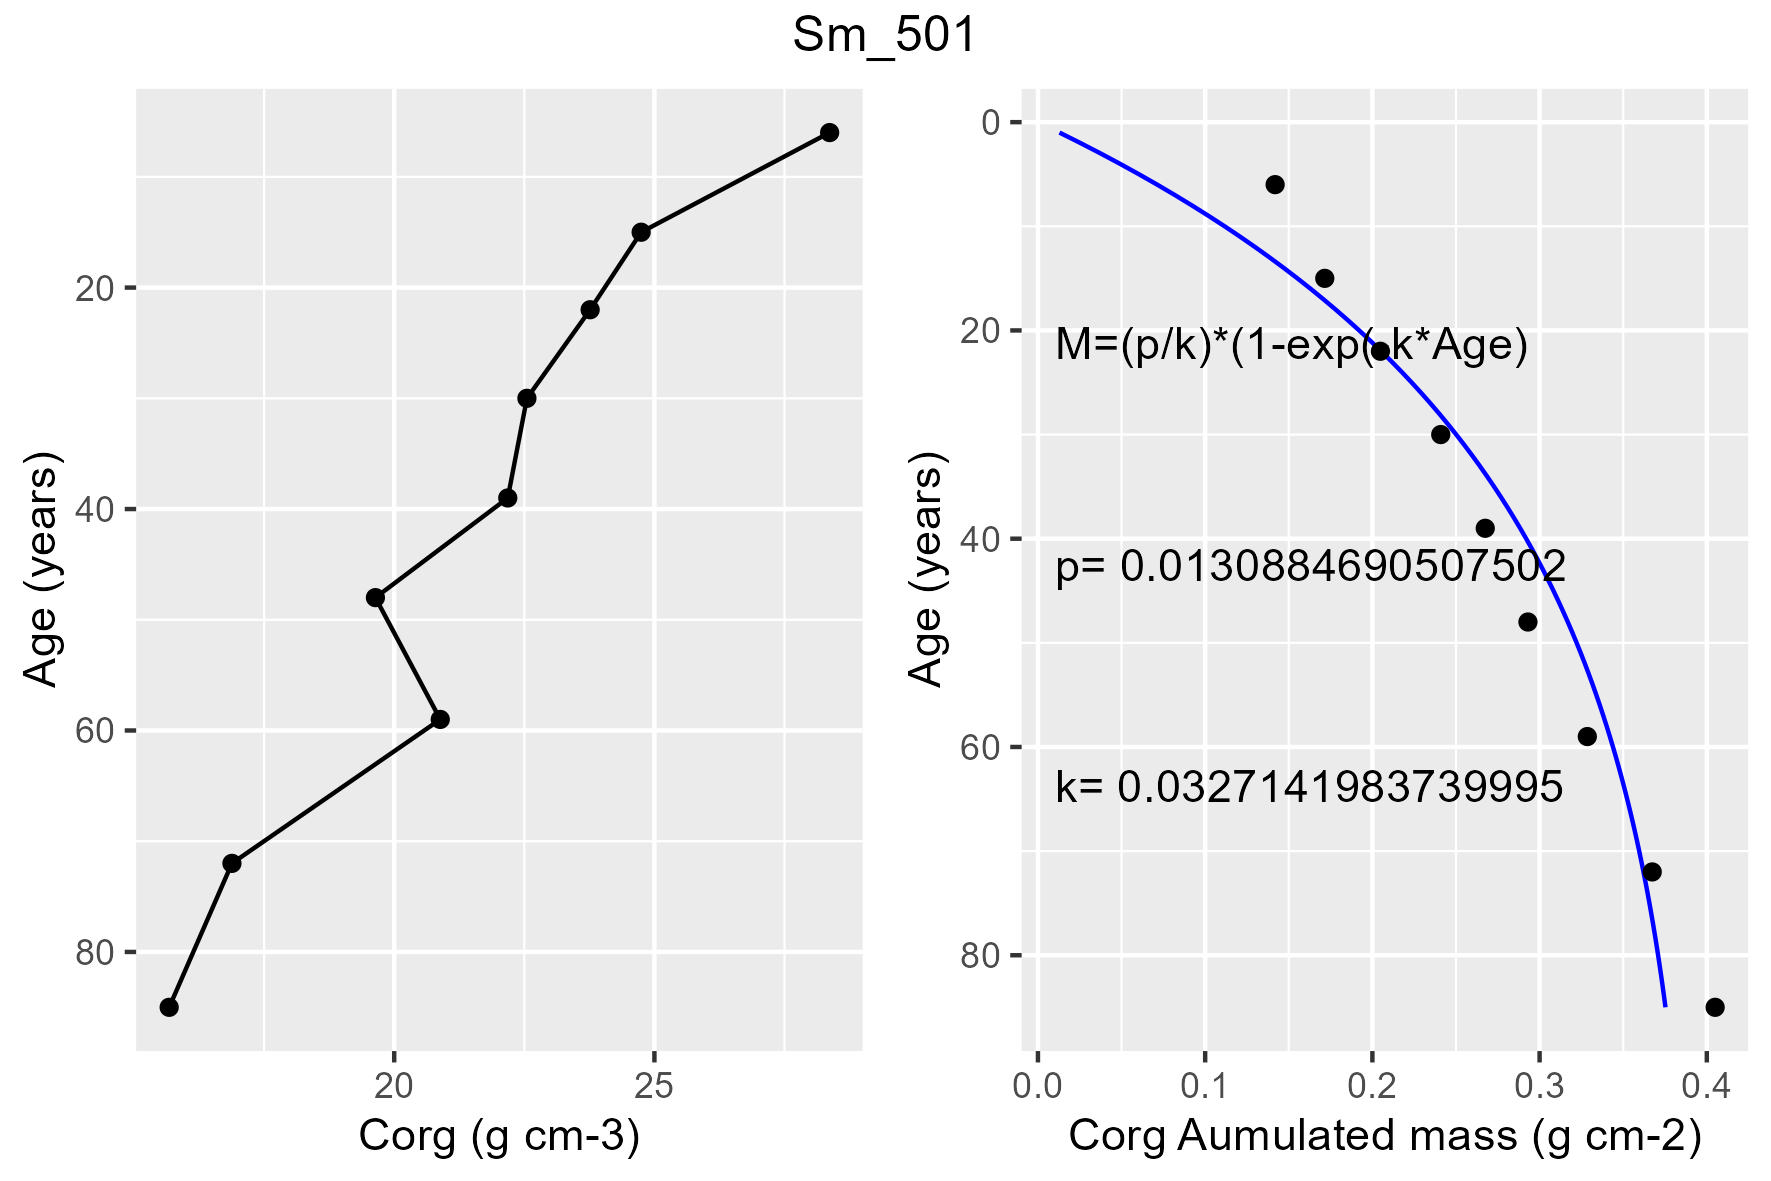 Sm_501
20
40
60
80
Age (years)
20 25
Corg (g cm-3)
0
20
40
60
80
Age (years)
M=(p/k)*(1-exp(-k*Age)
p= 0.0130884690507502
k= 0.0327141983739995
0.0 0.1 0.2 0.3 0.4
Corg Aumulated mass (g cm-2)